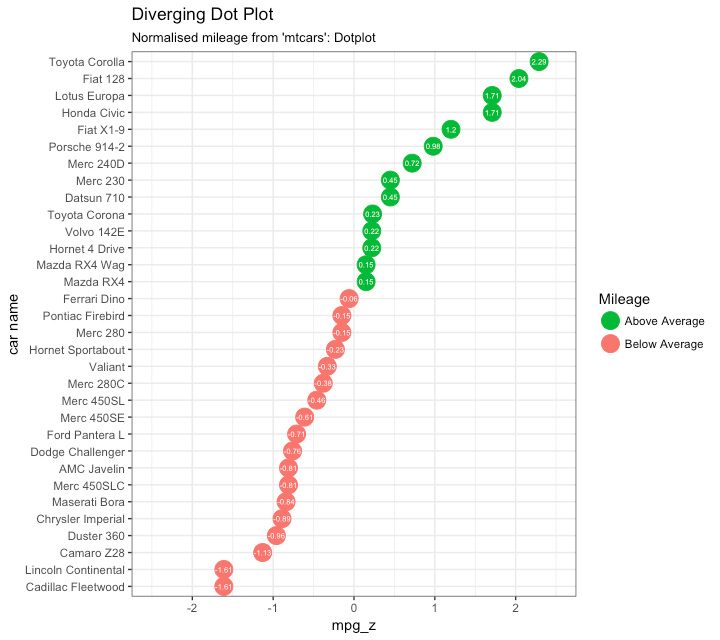 Diverging Dot Plot
Normalised mileage from 'mtcars': Dotplot
car name
Toyota Corolla 2.29
Fiat 128 2.04
Lotus Europa 1.71
Honda Civic 1.71
Fiat X1-9 1.2
Porsche 914-2 0.98
Merc 240D 0.72
Merc 230 0.45
Datsun 710 0.45
Toyota Corona 0.23
Volvo 142E 0.22
Hornet 4 Drive 0.22
Mazda RX4 Wag 0.15
Mazda RX4 0.15
Ferrari Dino -0.06
Pontiac Firebird -0.15
Merc 280 -0.15
Hornet Sportabout -0.23
Valiant -0.33
Merc 280C -0.38
Merc 450SL -0.46
Merc 450SE -0.61
Ford Pantera L -0.71
Dodge Challenger -0.76
AMC Javelin -0.81
Merc 450SLC -0.81
Maserati Bora -0.84
Chrysler Imperial -0.89
Duster 360 -0.96
Camaro Z28 -1.13
Lincoln Continental -1.61
Cadillac Fleetwood -1.61
-2 -1 0 1 2
mpg_z
Mileage
Above Average
Below Average